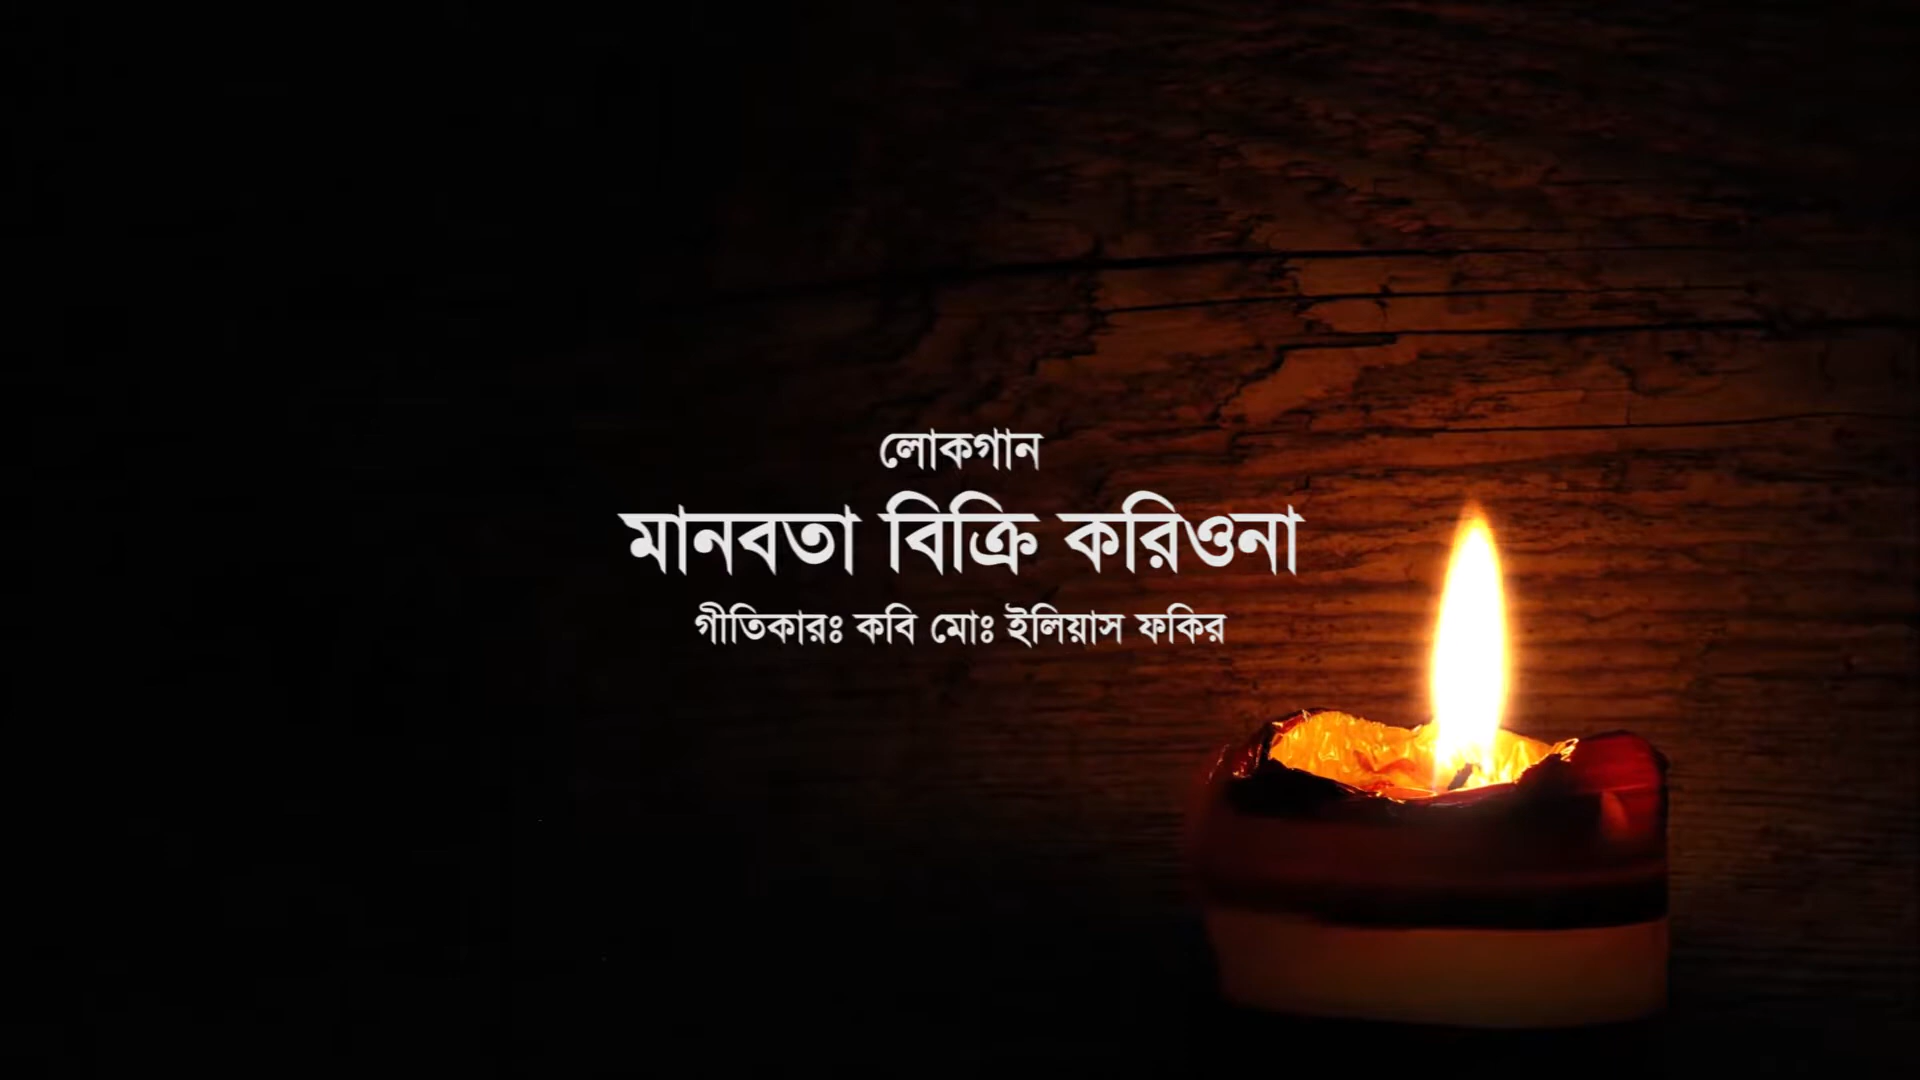 লোকগান
মানবতা বিক্রি করিওনা
গীতিকারঃ কবি মোঃ ইলিয়াস ফকির